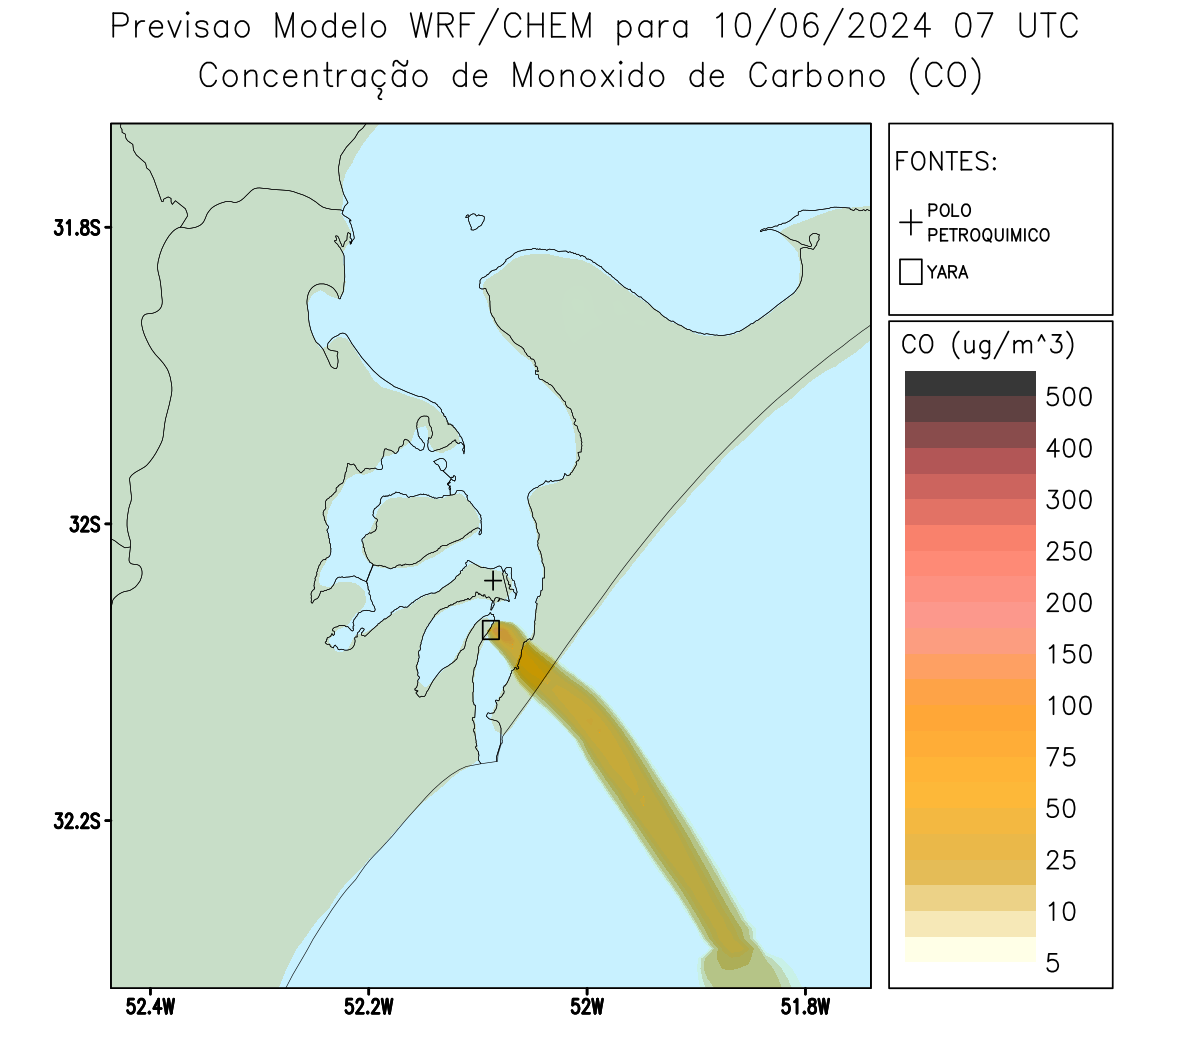 Previsao Modelo WRF/CHEM para 10/06/2024 07 UTC
Concentração de Monoxido de Carbono (CO)
FONTES:
POLO
PETROQUIMICO
YARA
CO (ug/m^3)
500
400
300
250
200
150
100
75
50
25
10
5
31.8S
32S
32.2S
52.4W
52.2W
52W
51.8W